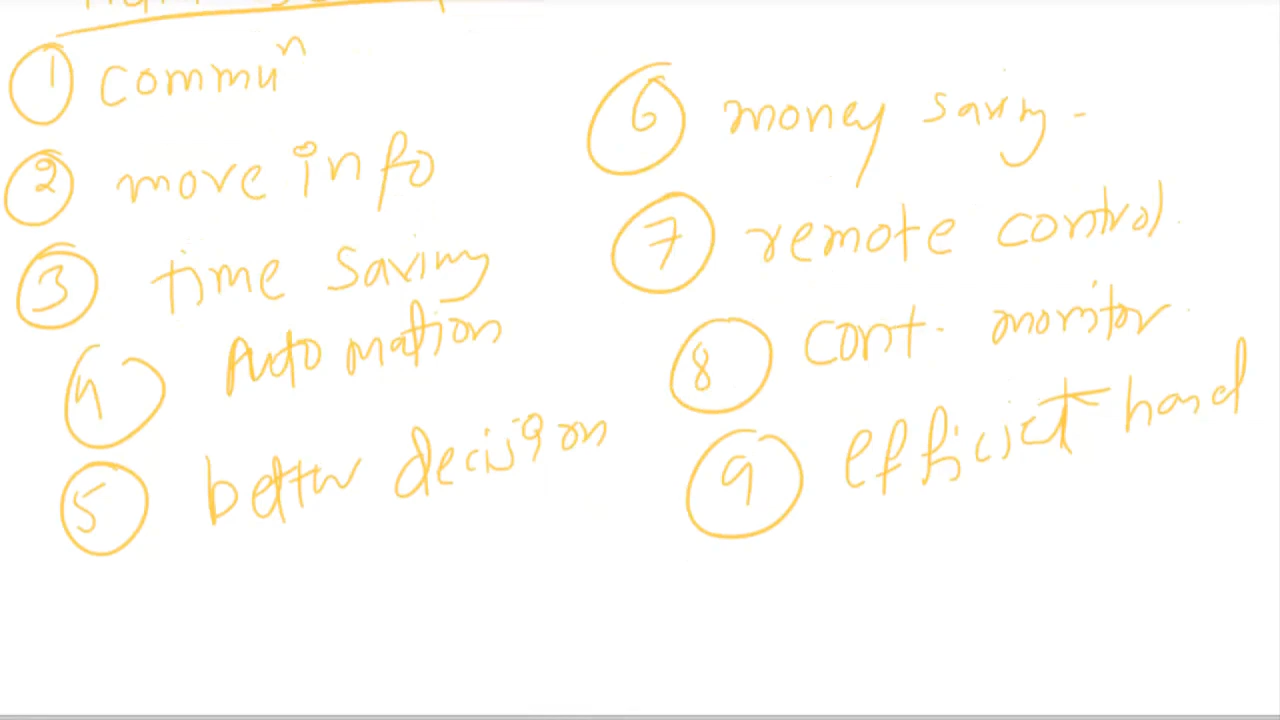 ① commuⁿ
② more info
③ time saving
④ Automation
⑤ better decision
⑥ money saving -
⑦ remote control.
⑧ cont. monitor.
⑨ hand